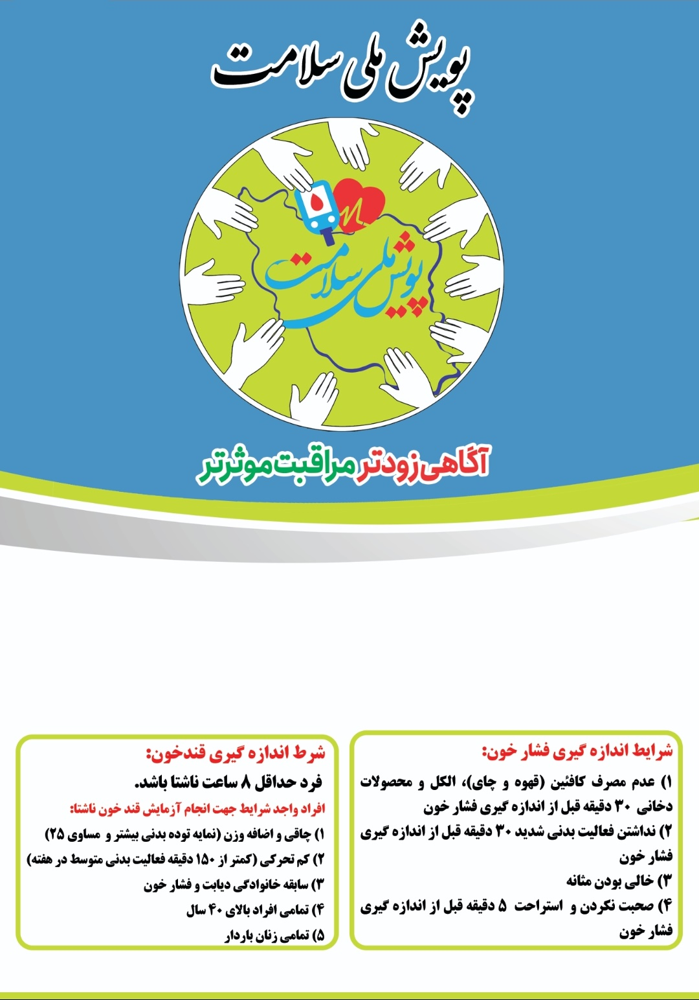 پویش ملی سلامت
پویش ملی سلامت
آگاهی زودتر مراقبت موثرتر
شرایط اندازه گیری فشار خون:
۱) عدم مصرف کافئین (قهوه و چای)، الکل و محصولات
دخانی ۳۰ دقیقه قبل از اندازه گیری فشار خون
۲) نداشتن فعالیت بدنی شدید ۳۰ دقیقه قبل از اندازه گیری
فشار خون
۳) خالی بودن مثانه
۴) صحبت نکردن و استراحت ۵ دقیقه قبل از اندازه گیری
فشار خون
شرط اندازه گیری قندخون:
فرد حداقل ۸ ساعت ناشتا باشد.
افراد واجد شرایط جهت انجام آزمایش قند خون ناشتا:
۱) چاقی و اضافه وزن (نمایه توده بدنی بیشتر و مساوی ۲۵)
۲) کم تحرکی (کمتر از ۱۵۰ دقیقه فعالیت بدنی متوسط در هفته)
۳) سابقه خانوادگی دیابت و فشار خون
۴) تمامی افراد بالای ۴۰ سال
۵) تمامی زنان باردار